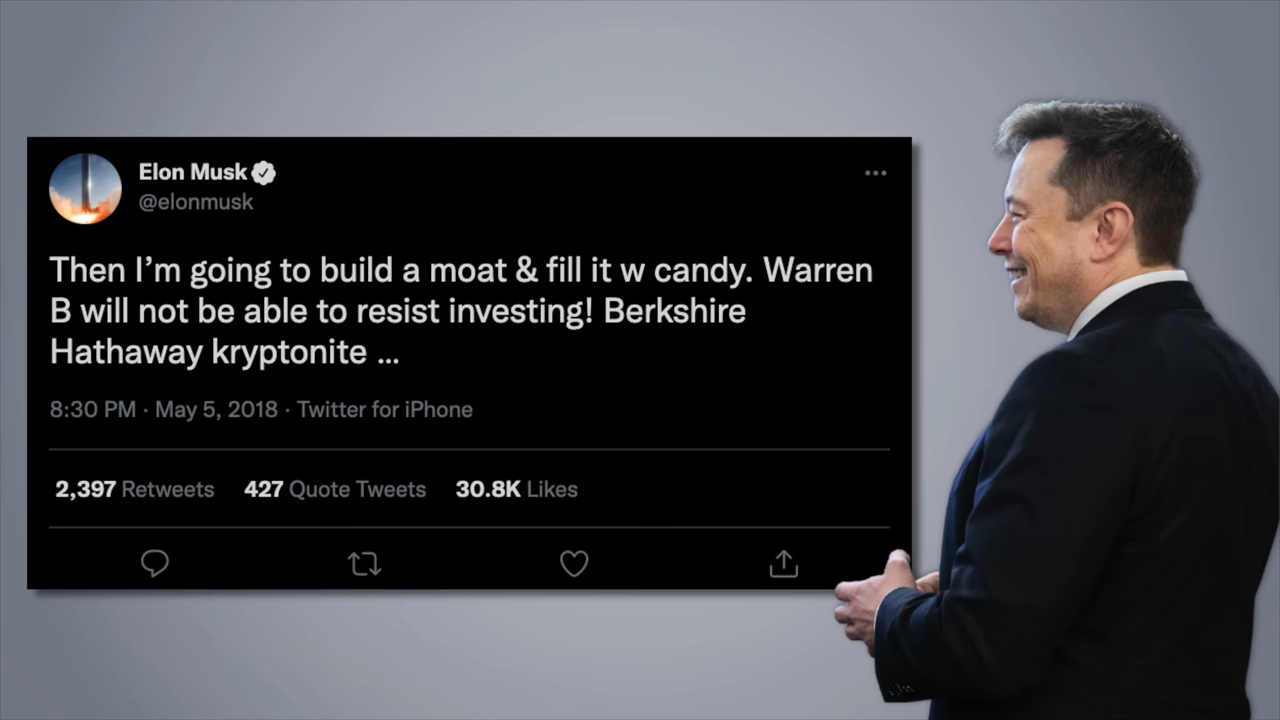 Elon Musk
@elonmusk
Then I’m going to build a moat & fill it w candy. Warren
B will not be able to resist investing! Berkshire
Hathaway kryptonite ...
8:30 PM · May 5, 2018 · Twitter for iPhone
2,397 Retweets 427 Quote Tweets 30.8K Likes